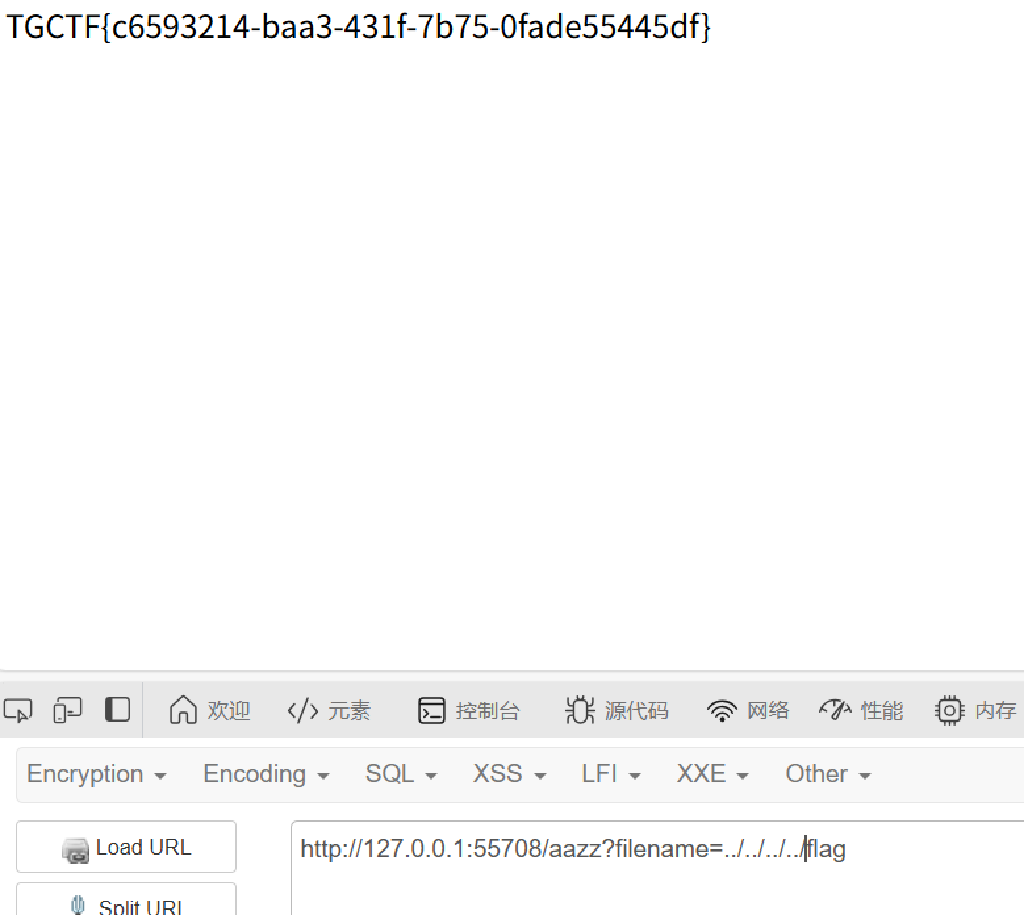 TGCTF{c6593214-baa3-431f-7b75-0fade55445df}
欢迎 元素 控制台 源代码 网络 性能 内存
Encryption Encoding SQL XSS LFI XXE Other
Load URL http://127.0.0.1:55708/aazz?filename=../../../../flag
Split URL